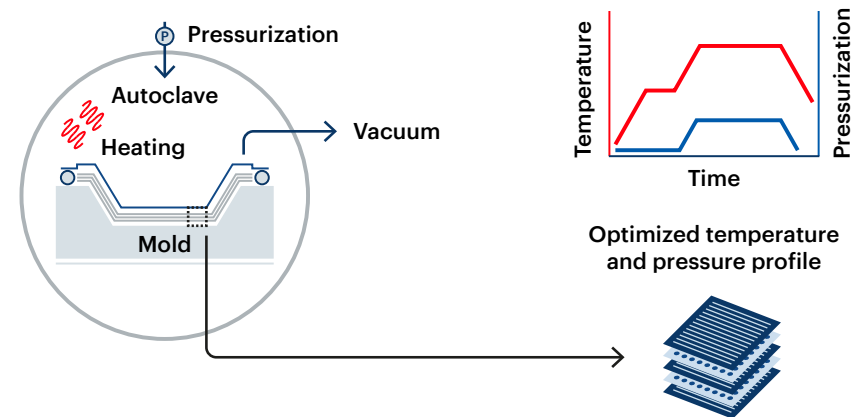 P
Pressurization
Autoclave
Heating
Vacuum
Mold
Temperature
Pressurization
Time
Optimized temperature
and pressure profile